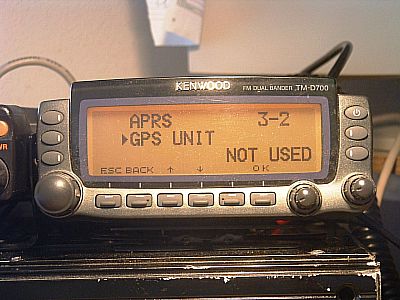 KENWOOD FM DUAL BANDER TM-D700
APRS 3-2
▸GPS UNIT
NOT USED
ESC BACK ↑ ↓ OK